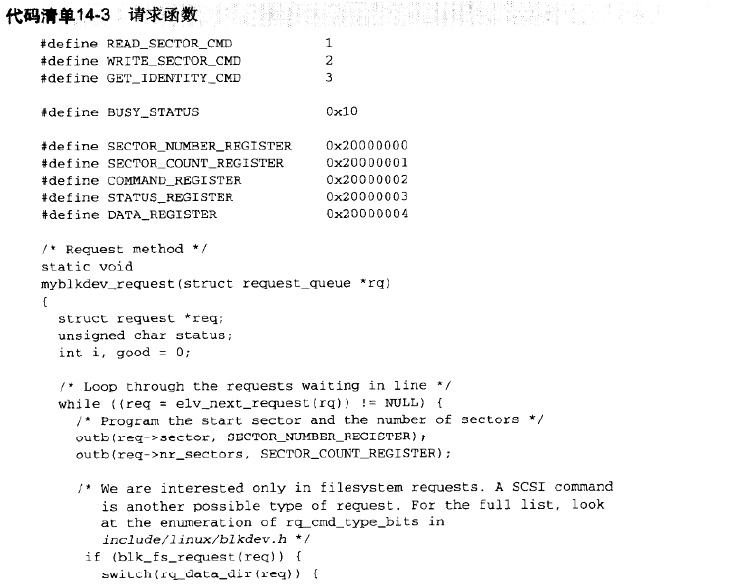 代码清单14-3 请求函数
#define READ_SECTOR_CMD 1
#define WRITE_SECTOR_CMD 2
#define GET_IDENTITY_CMD 3
#define BUSY_STATUS 0x10
#define SECTOR_NUMBER_REGISTER 0x20000000
#define SECTOR_COUNT_REGISTER 0x20000001
#define COMMAND_REGISTER 0x20000002
#define STATUS_REGISTER 0x20000003
#define DATA_REGISTER 0x20000004
/* Request method */
static void
myblkdev_request(struct request_queue *rq)
{
struct request *req;
unsigned char status;
int i, good = 0;
/* Loop through the requests waiting in line */
while ((req = elv_next_request(rq)) != NULL) {
/* Program the start sector and the number of sectors */
outb(req->sector, SECTOR_NUMBER_REGISTER);
outb(req->nr_sectors, SECTOR_COUNT_REGISTER);
/* We are interested only in filesystem requests. A SCSI command
is another possible type of request. For the full list, look
at the enumeration of rq_cmd_type_bits in
include/linux/blkdev.h */
if (blk_fs_request(req)) {
switch(rq_data_dir(req)) {